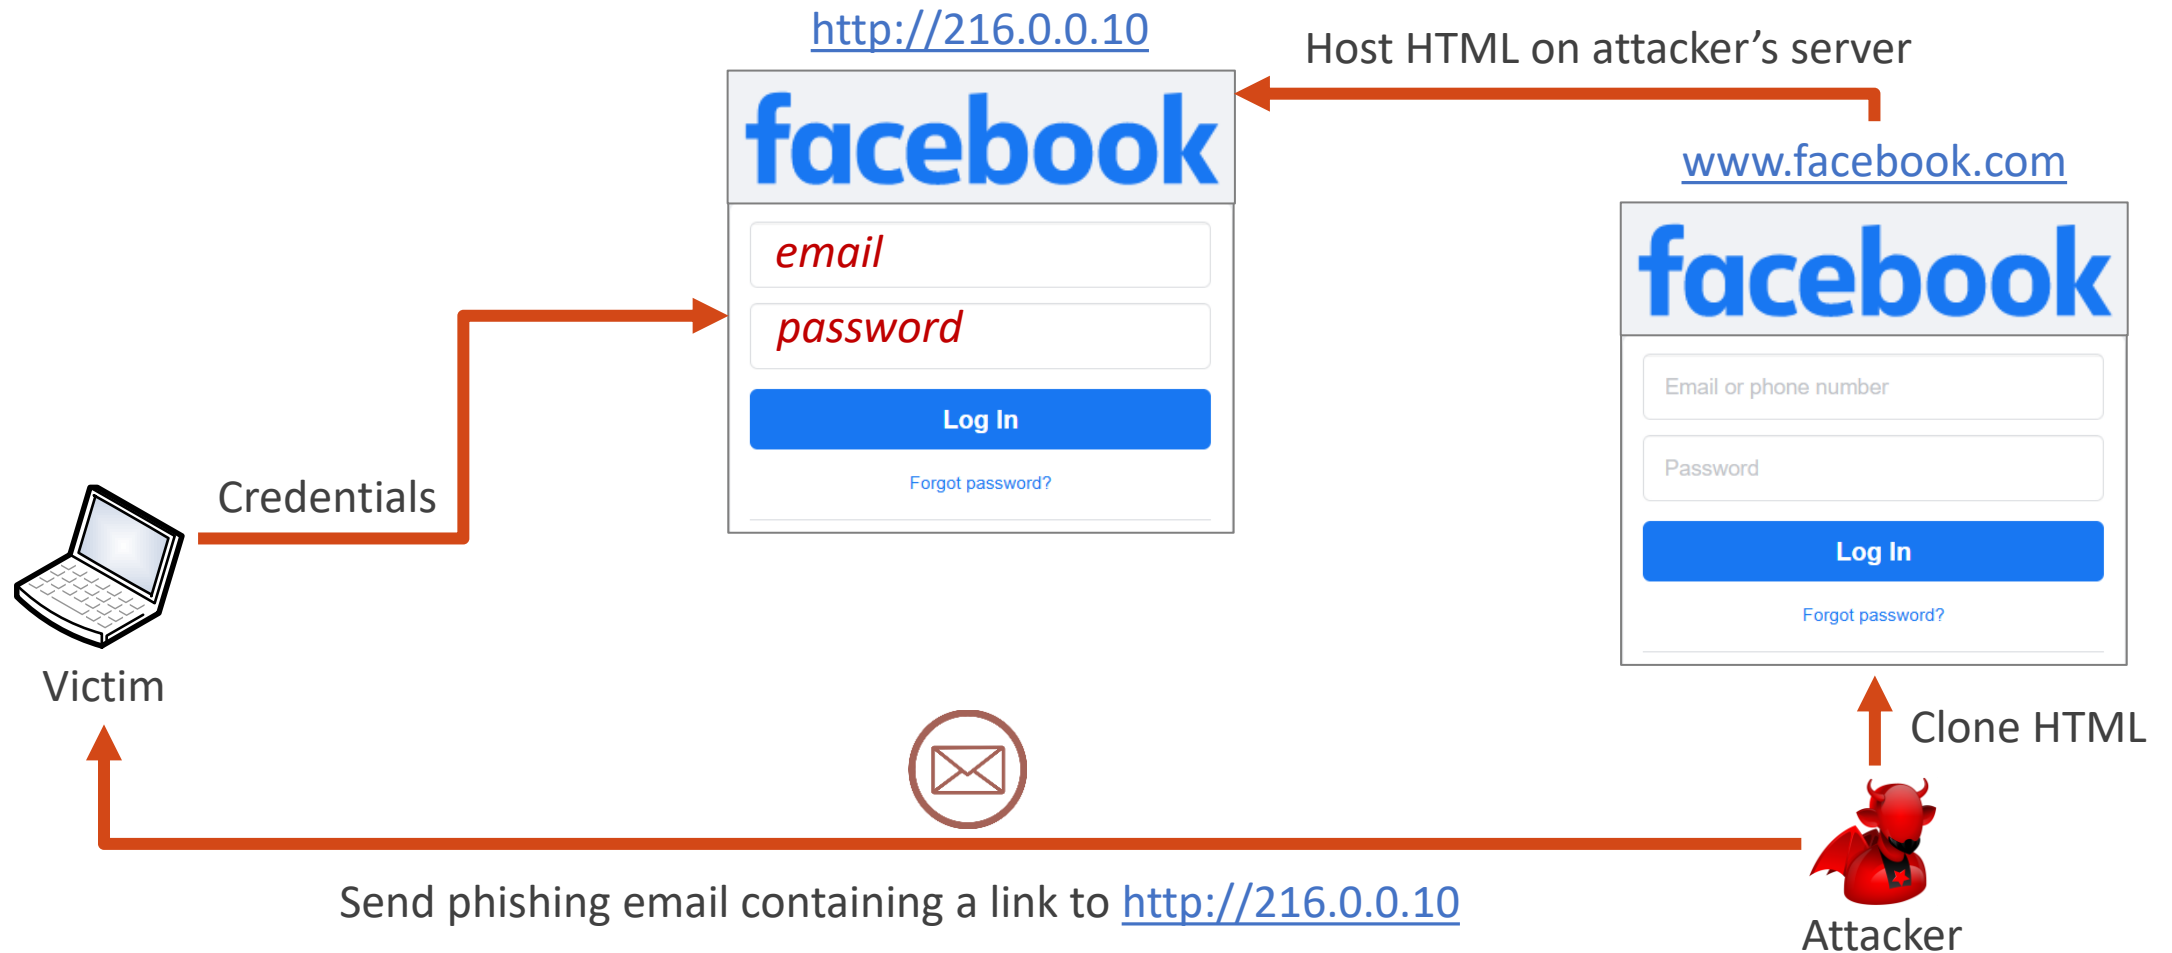 http://216.0.0.10
Host HTML on attacker’s server
facebook
email
password
Log In
Forgot password?
www.facebook.com
facebook
Email or phone number
Password
Log In
Forgot password?
Credentials
Victim
Clone HTML
Send phishing email containing a link to http://216.0.0.10
Attacker